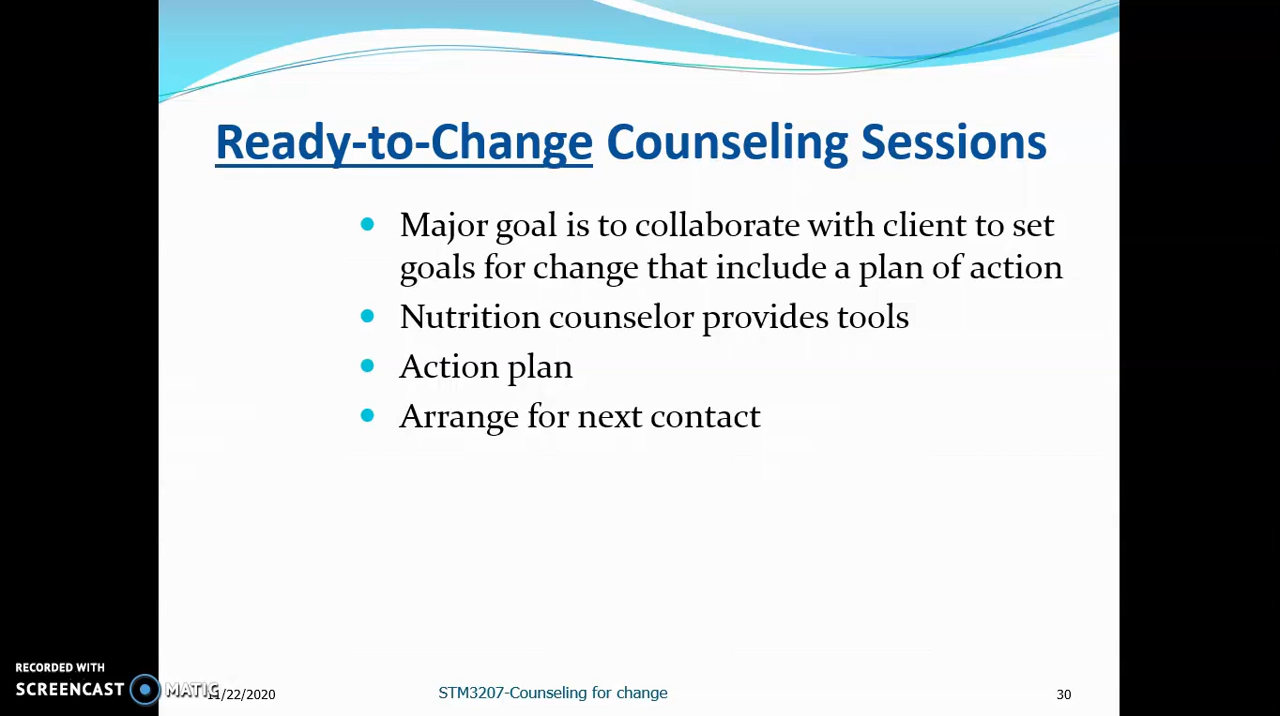 Ready-to-Change Counseling Sessions
Major goal is to collaborate with client to set
goals for change that include a plan of action
Nutrition counselor provides tools
Action plan
Arrange for next contact
RECORDED WITH
SCREENCAST MATIC
11/22/2020
STM3207-Counseling for change
30